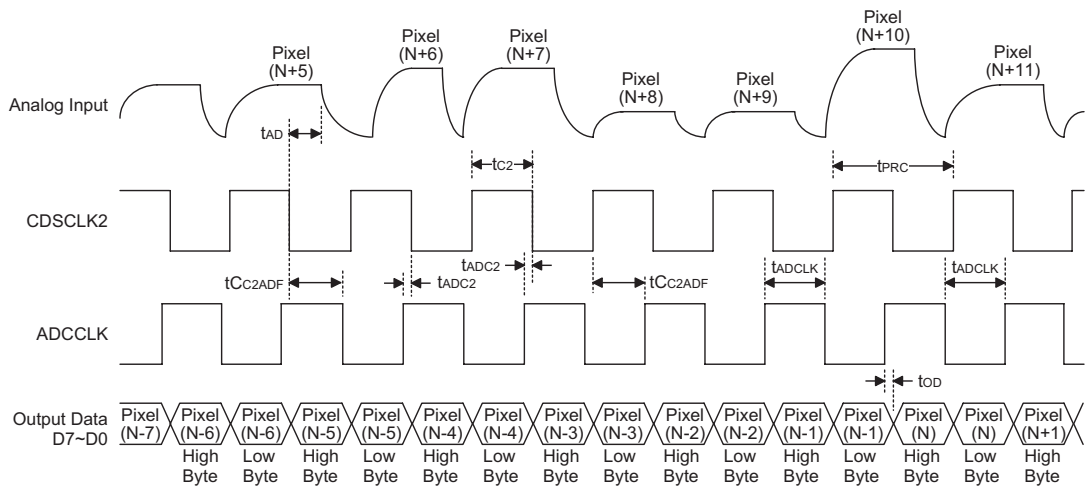 Pixel
(N+5)
Pixel
(N+6)
Pixel
(N+7)
Pixel
(N+8)
Pixel
(N+9)
Pixel
(N+10)
Pixel
(N+11)
Analog Input
tAD
tC2
tPRC
CDSCLK2
tCC2ADF
tADC2
tADC2
tCC2ADF
tADCLK
tADCLK
ADCCLK
tOD
Output Data
D7~D0
Pixel Pixel Pixel Pixel Pixel Pixel Pixel Pixel Pixel Pixel Pixel Pixel Pixel Pixel Pixel Pixel
(N-7) (N-6) (N-6) (N-5) (N-5) (N-4) (N-4) (N-3) (N-3) (N-2) (N-2) (N-1) (N-1) (N) (N) (N+1)
High Low High Low High Low High Low High Low High Low High Low High
Byte Byte Byte Byte Byte Byte Byte Byte Byte Byte Byte Byte Byte Byte Byte